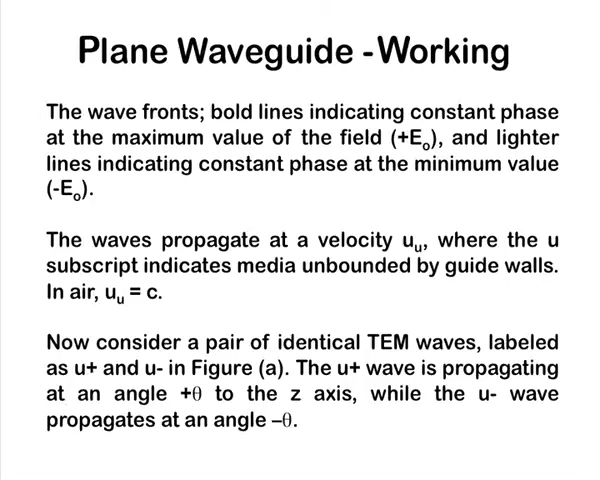 Plane Waveguide - Working
The wave fronts; bold lines indicating constant phase
at the maximum value of the field (+Eo), and lighter
lines indicating constant phase at the minimum value
(-Eo).
The waves propagate at a velocity uu, where the u
subscript indicates media unbounded by guide walls.
In air, uu = c.
Now consider a pair of identical TEM waves, labeled
as u+ and u- in Figure (a). The u+ wave is propagating
at an angle +θ to the z axis, while the u- wave
propagates at an angle –θ.